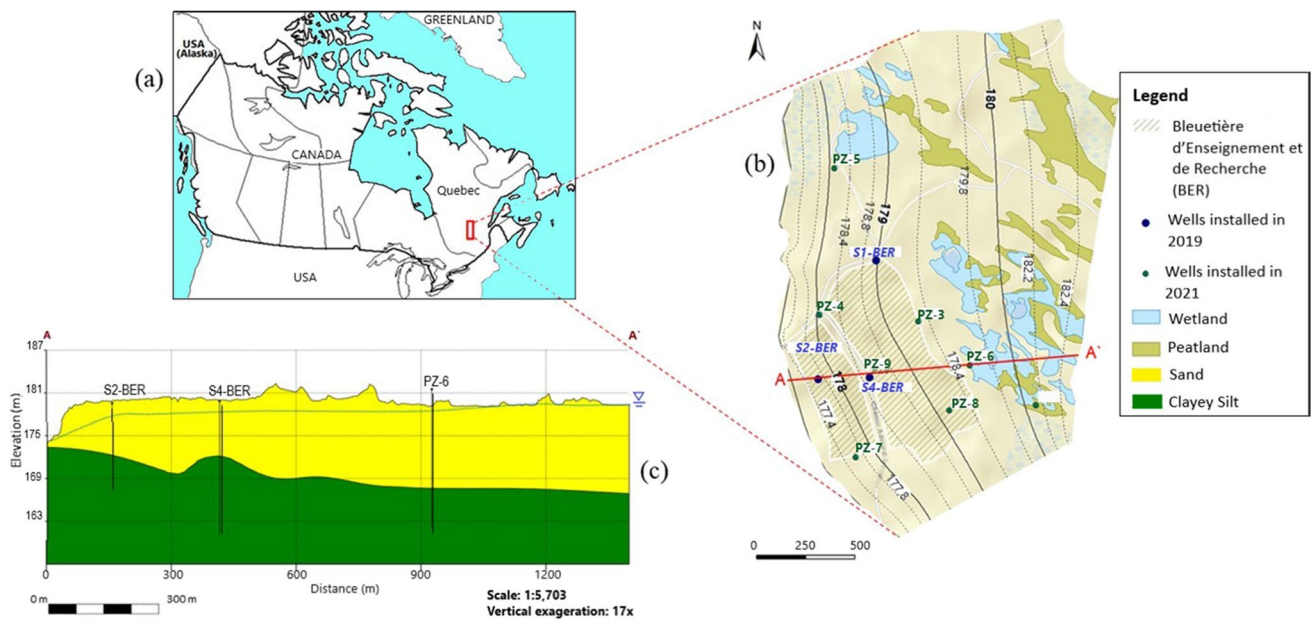 (a)
GREENLAND
USA
(Alaska)
CANADA
Quebec
USA
N
(b)
180
179,8
179
178,8
178,4
182.2
182.4
PZ-5
S1-BER
PZ-4
PZ-3
S2-BER
PZ-9
PZ-6
178.4
A
A`
178
S4-BER
177.4
PZ-8
PZ-7
177,8
0 250 500
Legend
Bleuetière
d'Enseignement et
de Recherche
(BER)
Wells installed in
2019
Wells installed in
2021
Wetland
Peatland
Sand
Clayey Silt
A
A`
187
181
175
169
163
Elevation (m)
S2-BER
S4-BER
PZ-6
(c)
0 300 600 900 1200
Distance (m)
0 m 300 m
Scale: 1:5,703
Vertical exageration: 17x